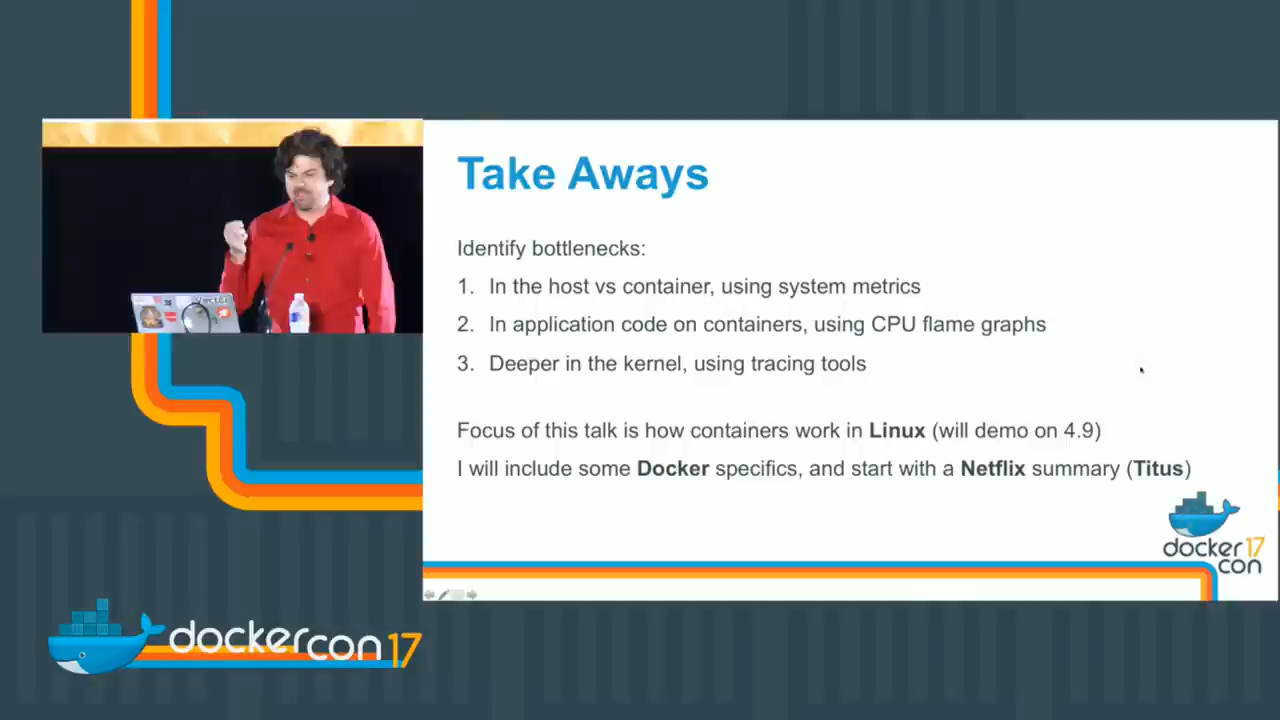 Take Aways
Identify bottlenecks:
1. In the host vs container, using system metrics
2. In application code on containers, using CPU flame graphs
3. Deeper in the kernel, using tracing tools
Focus of this talk is how containers work in Linux (will demo on 4.9)
I will include some Docker specifics, and start with a Netflix summary (Titus)
docker 17
con
dockercon 17